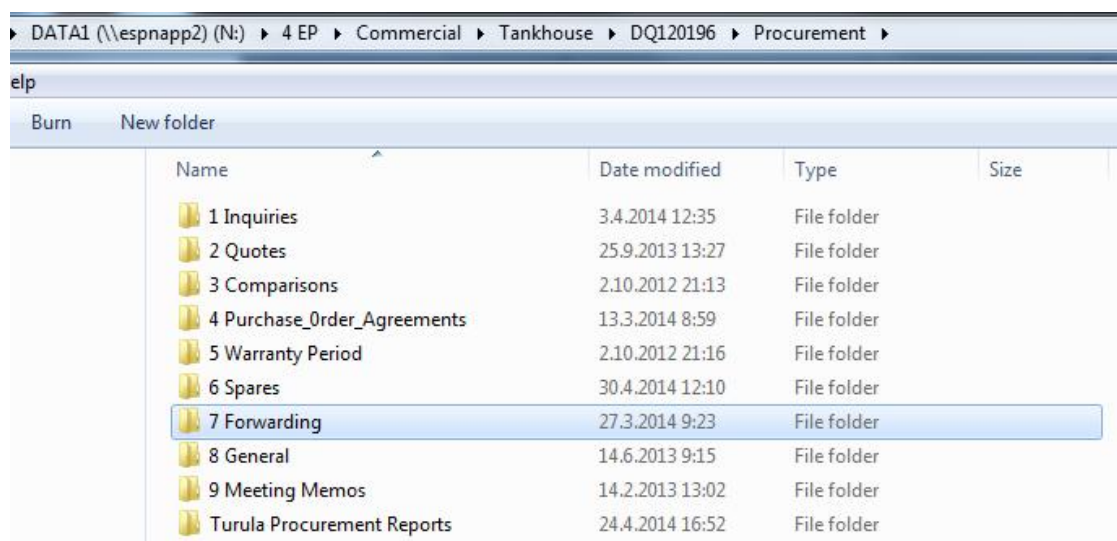 DATA1 (\\espnapp2) (N:) 4 EP Commercial Tankhouse DQ120196 Procurement
elp
Burn New folder
Name Date modified Type Size
1 Inquiries 3.4.2014 12:35 File folder
2 Quotes 25.9.2013 13:27 File folder
3 Comparisons 2.10.2012 21:13 File folder
4 Purchase_0rder_Agreements 13.3.2014 8:59 File folder
5 Warranty Period 2.10.2012 21:16 File folder
6 Spares 30.4.2014 12:10 File folder
7 Forwarding 27.3.2014 9:23 File folder
8 General 14.6.2013 9:15 File folder
9 Meeting Memos 14.2.2013 13:02 File folder
Turula Procurement Reports 24.4.2014 16:52 File folder